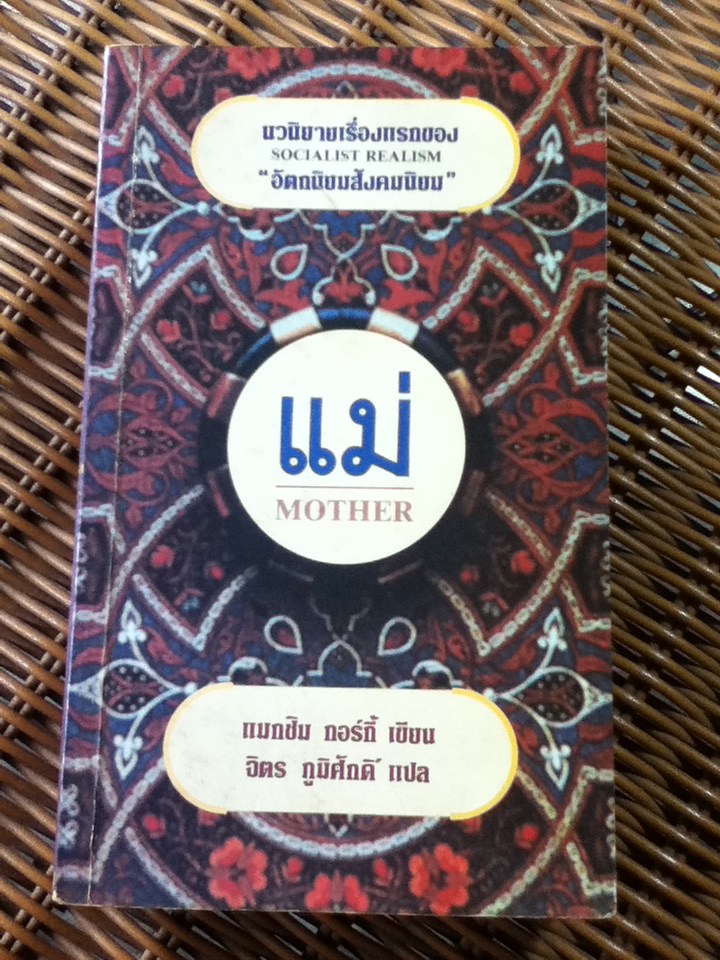 นวนิยายเรื่องแรกของ
SOCIALIST REALISM
"อัตถนิยมสังคมนิยม"
แม่
MOTHER
แมกซิม กอร์กี้ เขียน
จิตร ภูมิศักดิ์ แปล